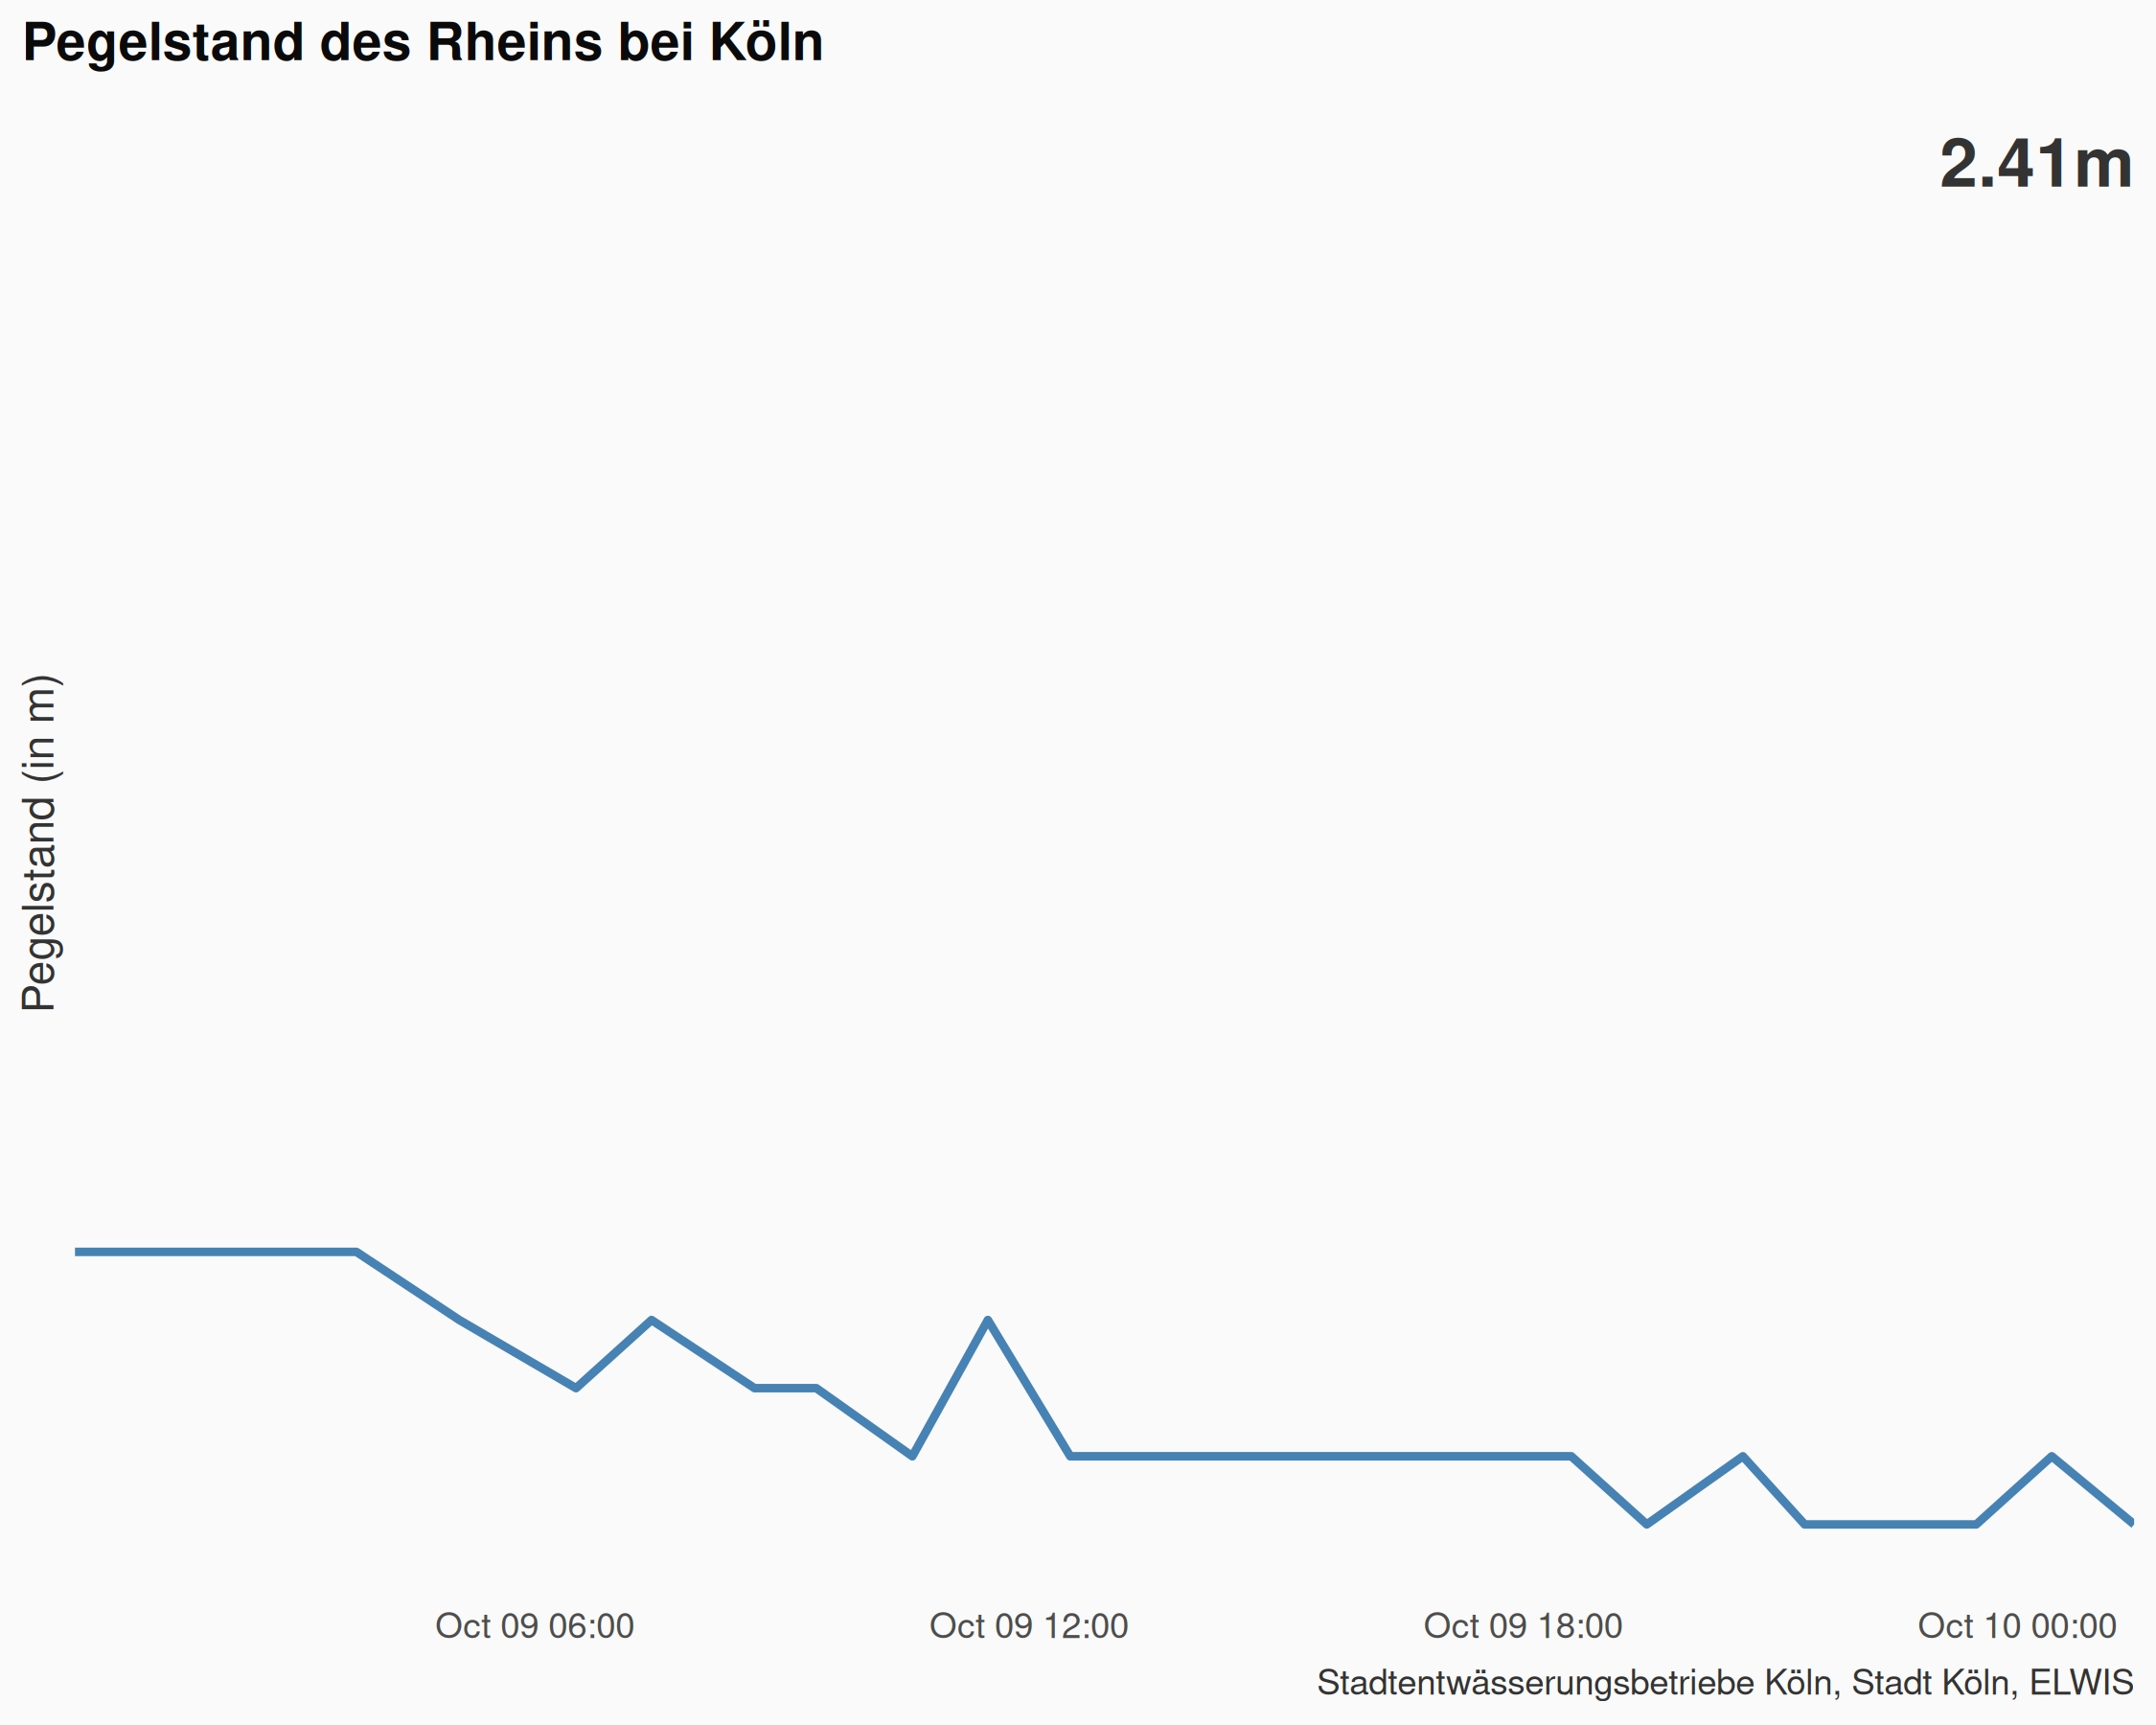 Pegelstand des Rheins bei Köln
2.41m
Pegelstand (in m)
Oct 09 06:00 Oct 09 12:00 Oct 09 18:00 Oct 10 00:00
Stadtentwässerungsbetriebe Köln, Stadt Köln, ELWIS